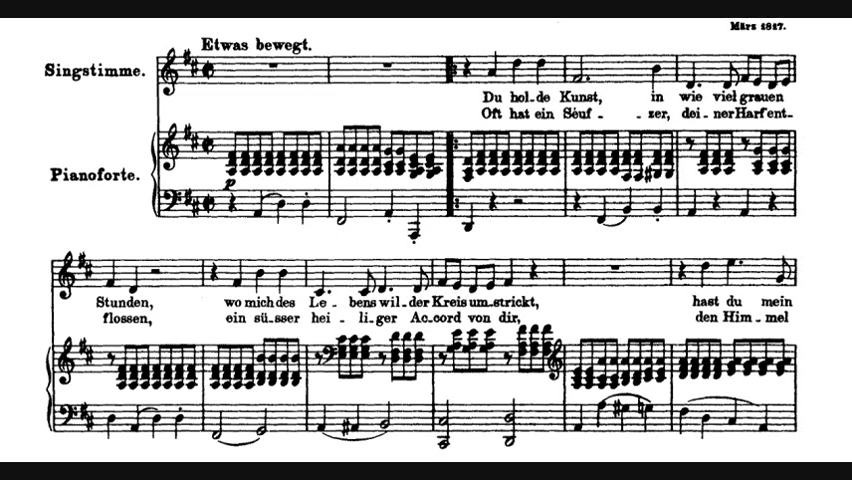 März 1817.
Etwas bewegt.
Singstimme.
Du hol-de Kunst, in wie viel grauen
Oft hat ein Seuf- - zer, dei-ner Harf' ent-
Pianoforte.
p
Stunden, wo mich des Le-bens wil-der Kreis um-strickt, hast du mein
flossen, ein sü-sser hei-li-ger Accord von dir, den Him-mel